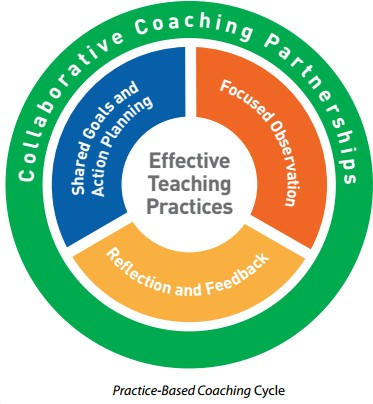 Collaborative Coaching Partnerships
Shared Goals and
Action Planning
Focused Observation
Effective
Teaching
Practices
Reflection and Feedback
Practice-Based Coaching Cycle